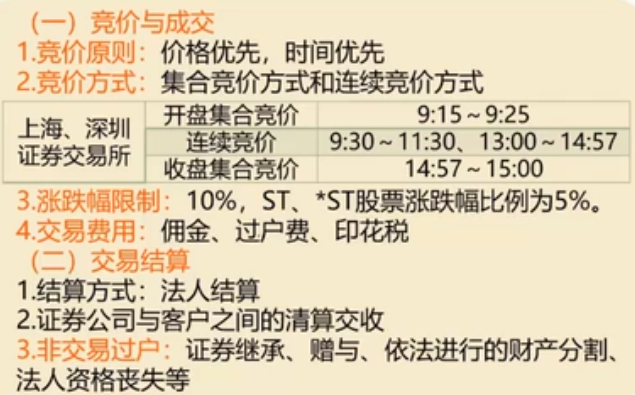 （一）竞价与成交
1.竞价原则：价格优先，时间优先
2.竞价方式：集合竞价方式和连续竞价方式
上海、深圳
证券交易所
开盘集合竞价 9:15～9:25
连续竞价 9:30～11:30、13:00～14:57
收盘集合竞价 14:57～15:00
3.涨跌幅限制：10%，ST、*ST股票涨跌幅比例为5%。
4.交易费用：佣金、过户费、印花税
（二）交易结算
1.结算方式：法人结算
2.证券公司与客户之间的清算交收
3.非交易过户：证券继承、赠与、依法进行的财产分割、
法人资格丧失等